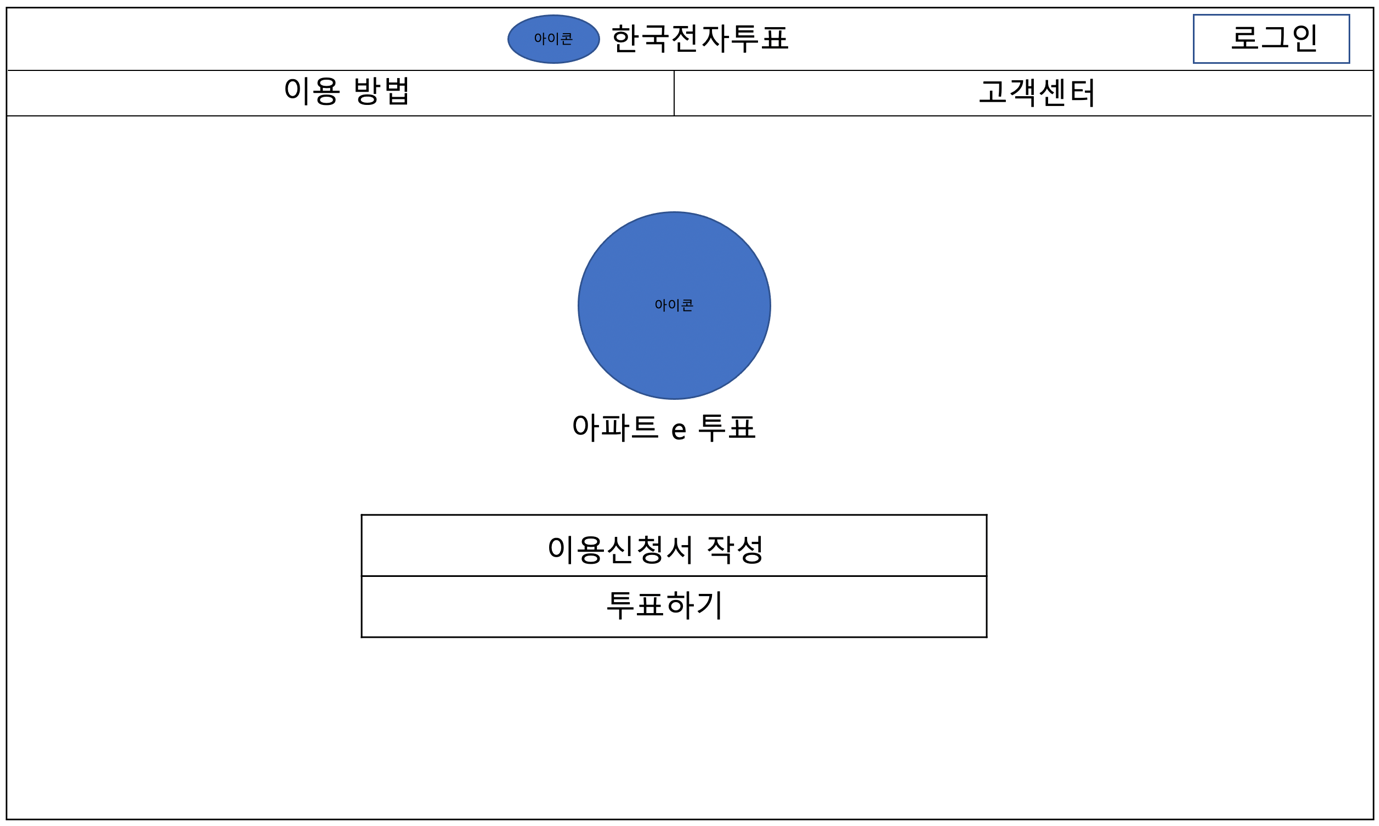 아이콘 한국전자투표 로그인
이용 방법 고객센터
아이콘
아파트 e 투표
이용신청서 작성
투표하기